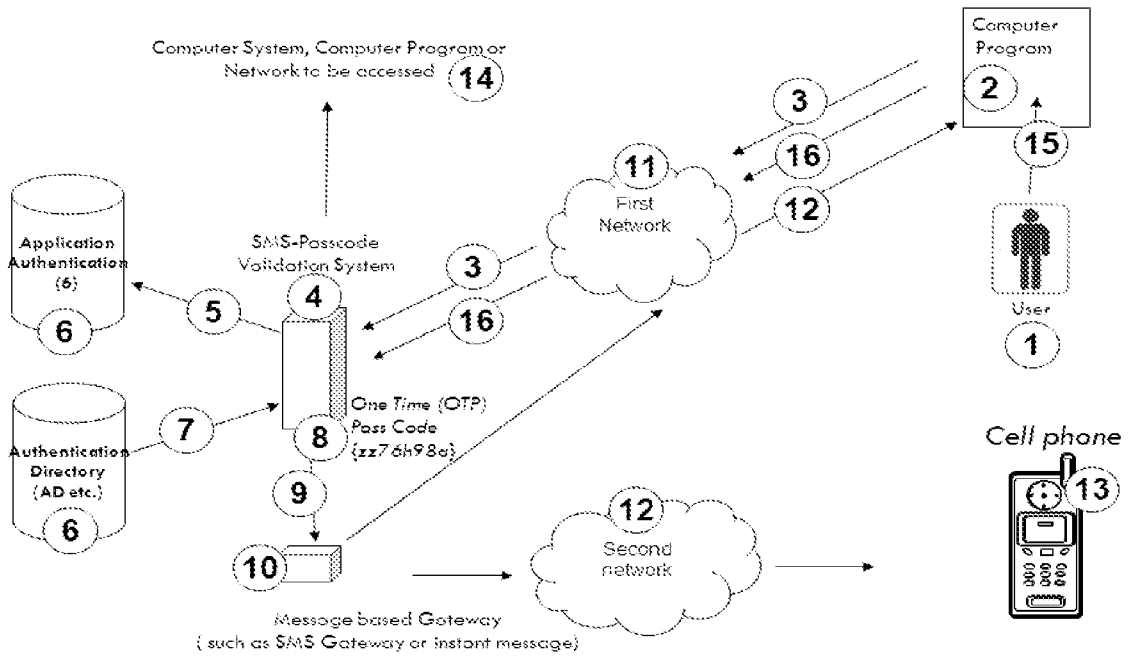 Computer System, Computer Program or
Network to be accessed 14
Computer
Program
2
3
16
12
15
11
First
Network
Application
Authentication
(6)
6
5
SMS-Passcode
Validation System
4
3
16
User
1
7
Authentication
Directory
(AD etc.)
6
8
One Time (OTP)
Pass Code
{zz76h98a}
9
10
Message based Gateway
( such as SMS Gateway or instant message)
12
Second
network
Cell phone
13